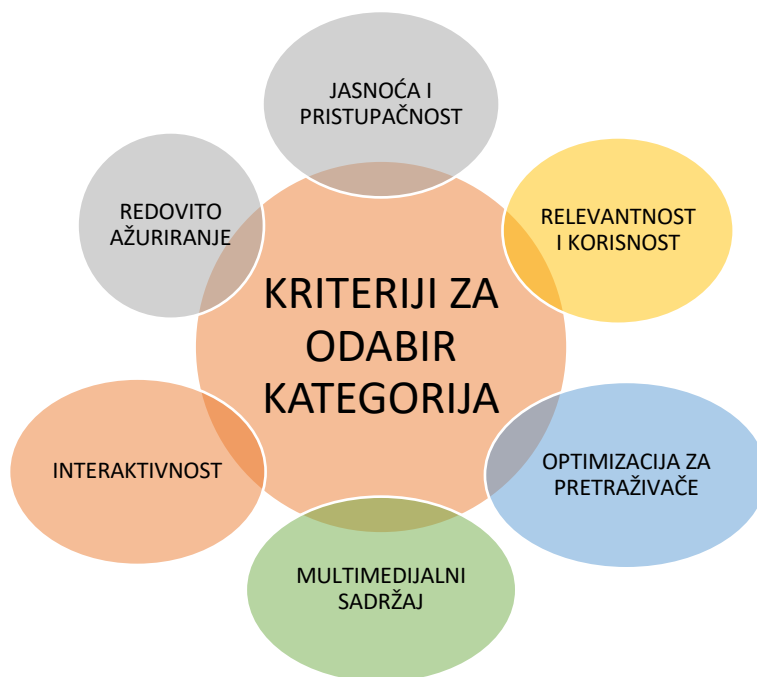 JASNOĆA I
PRISTUPAČNOST
RELEVANTNOST
I KORISNOST
OPTIMIZACIJA ZA
PRETRAŽIVAČE
MULTIMEDIJALNI
SADRŽAJ
INTERAKTIVNOST
REDOVITO
AŽURIRANJE
KRITERIJI ZA
ODABIR
KATEGORIJA